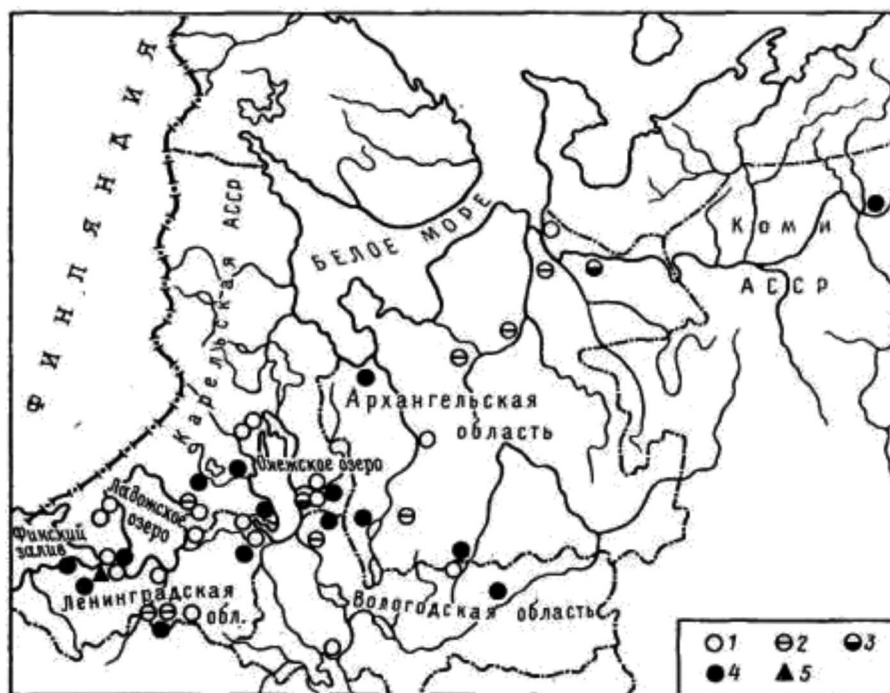 ФИНЛЯНДИЯ
Карельская АССР
БЕЛОЕ МОРЕ
Коми
АССР
Архангельская
область
Онежское озеро
Ладожское
озеро
Финский
залив
Ленинградская
обл.
Вологодская область
1 2 3
4 5